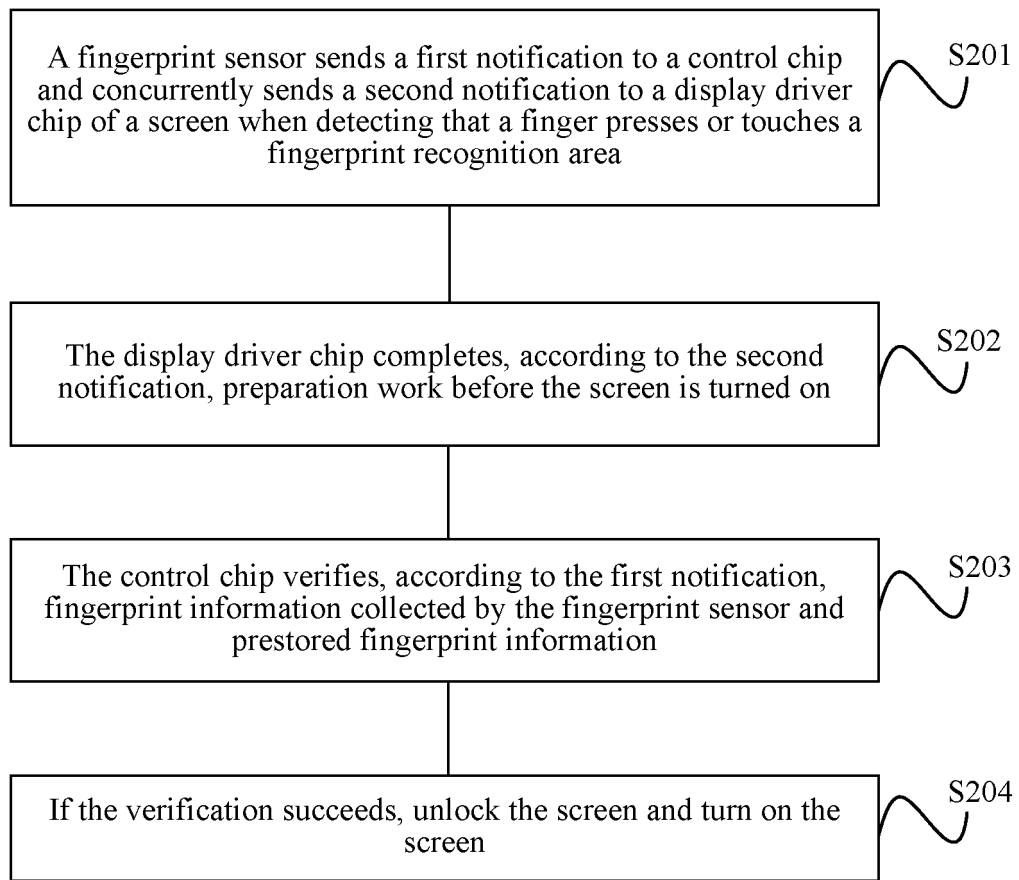 A fingerprint sensor sends a first notification to a control chip
and concurrently sends a second notification to a display driver
chip of a screen when detecting that a finger presses or touches a
fingerprint recognition area
S201
The display driver chip completes, according to the second
notification, preparation work before the screen is turned on
S202
The control chip verifies, according to the first notification,
fingerprint information collected by the fingerprint sensor and
prestored fingerprint information
S203
If the verification succeeds, unlock the screen and turn on the
screen
S204